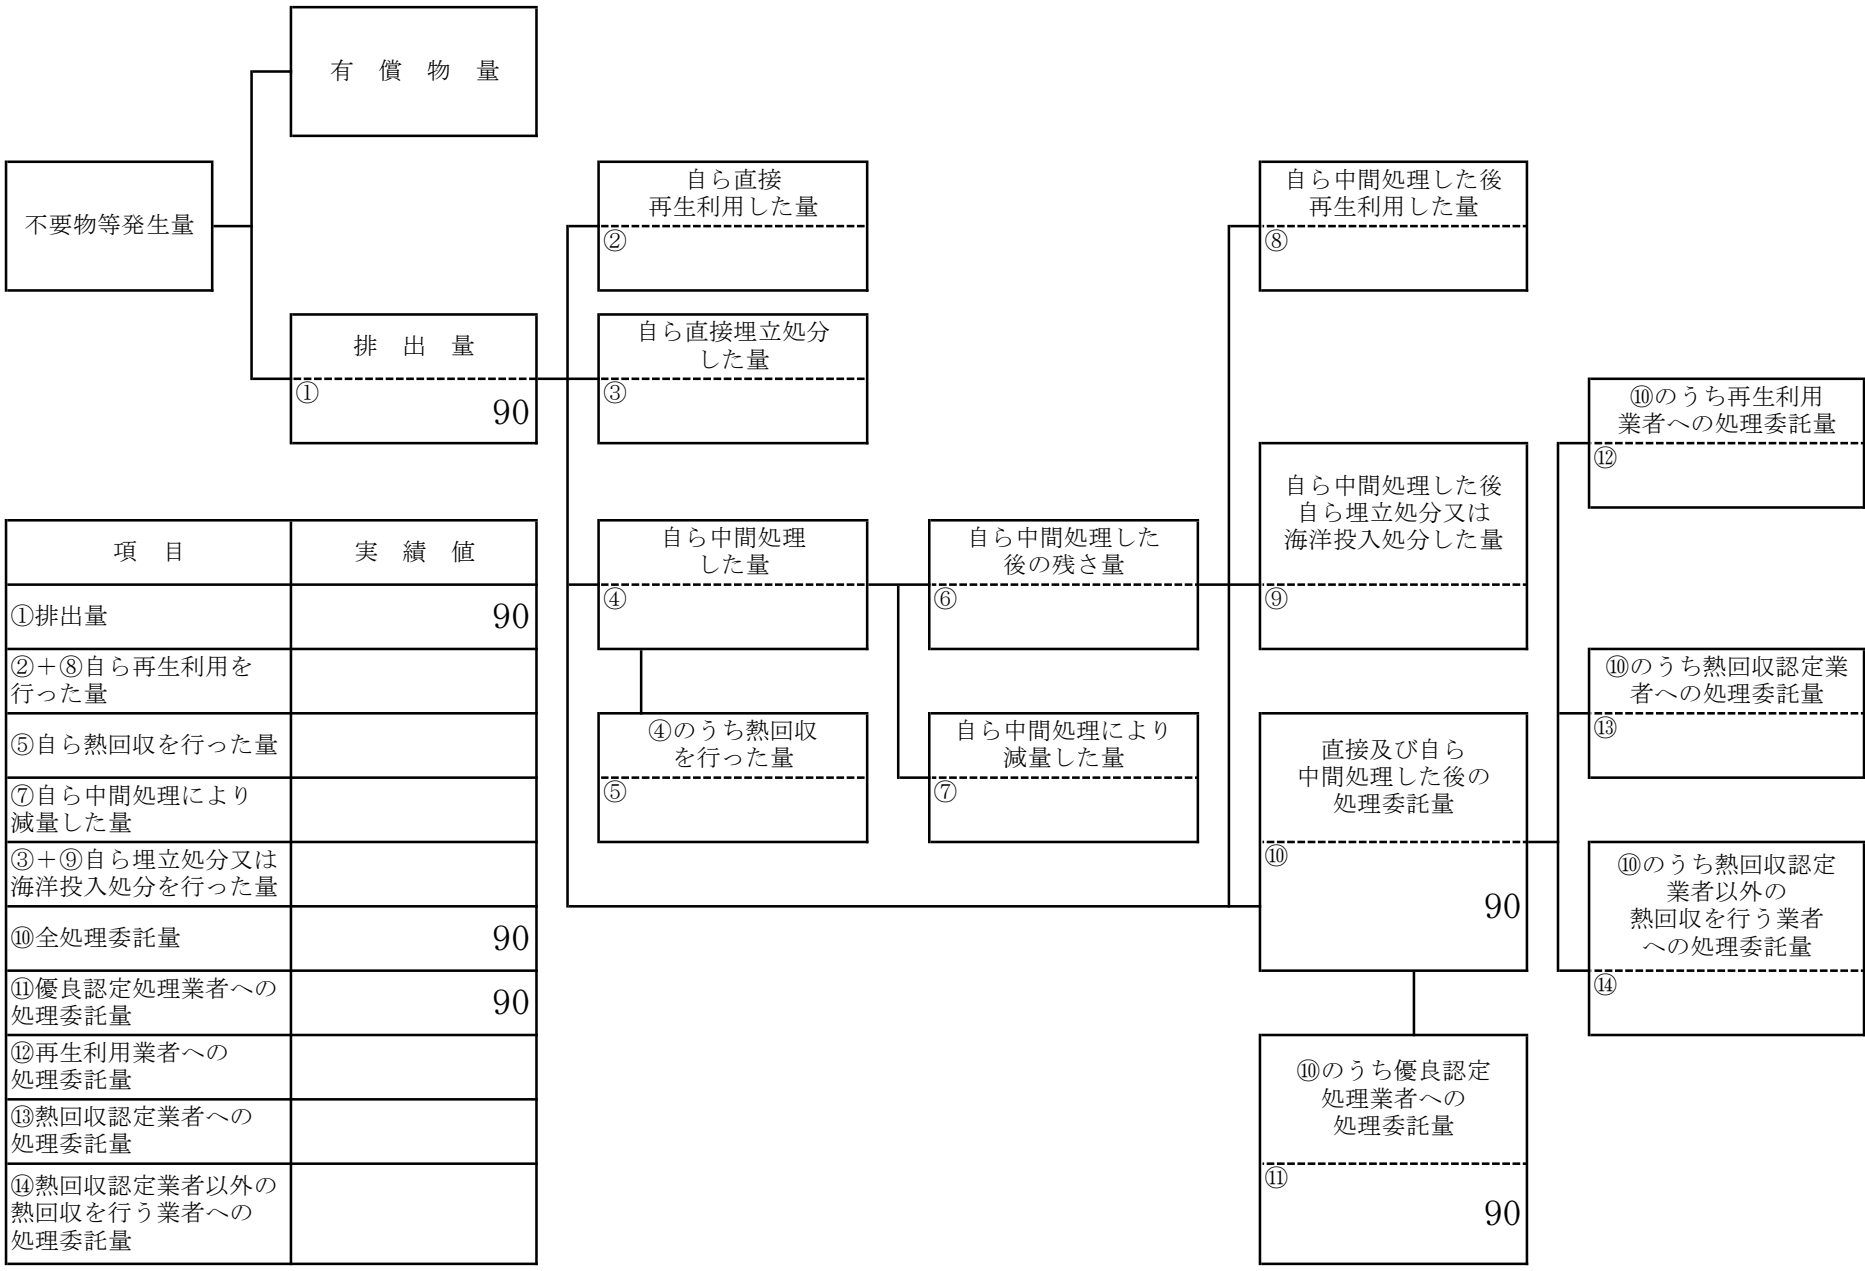 有 償 物 量
不要物等発生量
排 出 量
①
90
自ら直接
再生利用した量
②
自ら直接埋立処分
した量
③
自ら中間処理
した量
④
④のうち熱回収
を行った量
⑤
自ら中間処理した
後の残さ量
⑥
自ら中間処理により
減量した量
⑦
自ら中間処理した後
再生利用した量
⑧
自ら中間処理した後
自ら埋立処分又は
海洋投入処分した量
⑨
直接及び自ら
中間処理した後の
処理委託量
⑩
90
⑩のうち優良認定
処理業者への
処理委託量
⑪
90
⑩のうち再生利用
業者への処理委託量
⑫
⑩のうち熱回収認定業
者への処理委託量
⑬
⑩のうち熱回収認定
業者以外の
熱回収を行う業者
への処理委託量
⑭
項 目 実 績 値
①排出量 90
②＋⑧自ら再生利用を
行った量
⑤自ら熱回収を行った量
⑦自ら中間処理により
減量した量
③＋⑨自ら埋立処分又は
海洋投入処分を行った量
⑩全処理委託量 90
⑪優良認定処理業者への
処理委託量 90
⑫再生利用業者への
処理委託量
⑬熱回収認定業者への
処理委託量
⑭熱回収認定業者以外の
熱回収を行う業者への
処理委託量